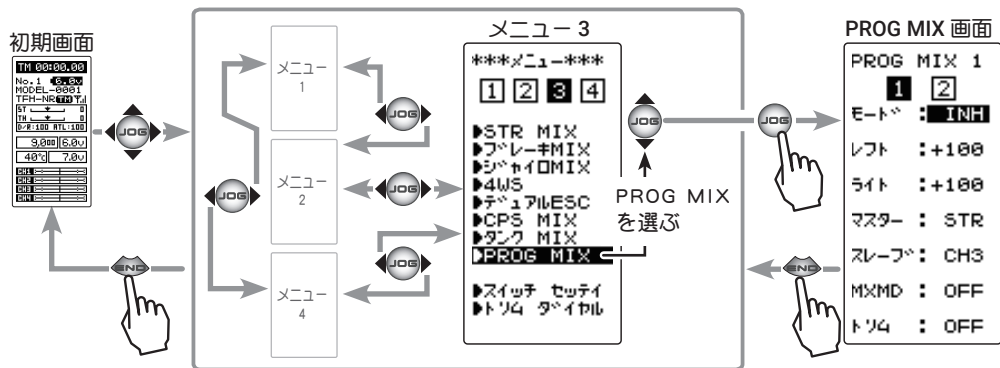 初期画面
TM 00:00.00
No.1 6.0V
MODEL-0001
TFH-NR TM
ST 0
TH 0
D/R:100 ATL:100
6.0V
40℃ 7.0V
CH1
CH2
CH3
CH4
JOG
END
メニュー
1
メニュー
2
メニュー
4
JOG
JOG
JOG
JOG
メニュー 3
***メニュー***
1 2 3 4
▶STR MIX
▶ブレーキMIX
▶ジャイロMIX
▶4WS
▶デュアルESC
▶CPS MIX
▶タンク MIX
▶PROG MIX
▶スイッチ セッテイ
▶トリム ダイヤル
JOG
PROG MIX
を選ぶ
JOG
END
PROG MIX 画面
PROG MIX 1
1 2
モード :INH
レフト :+100
ライト :+100
マスター : STR
スレーブ: CH3
MXMD : OFF
トリム : OFF